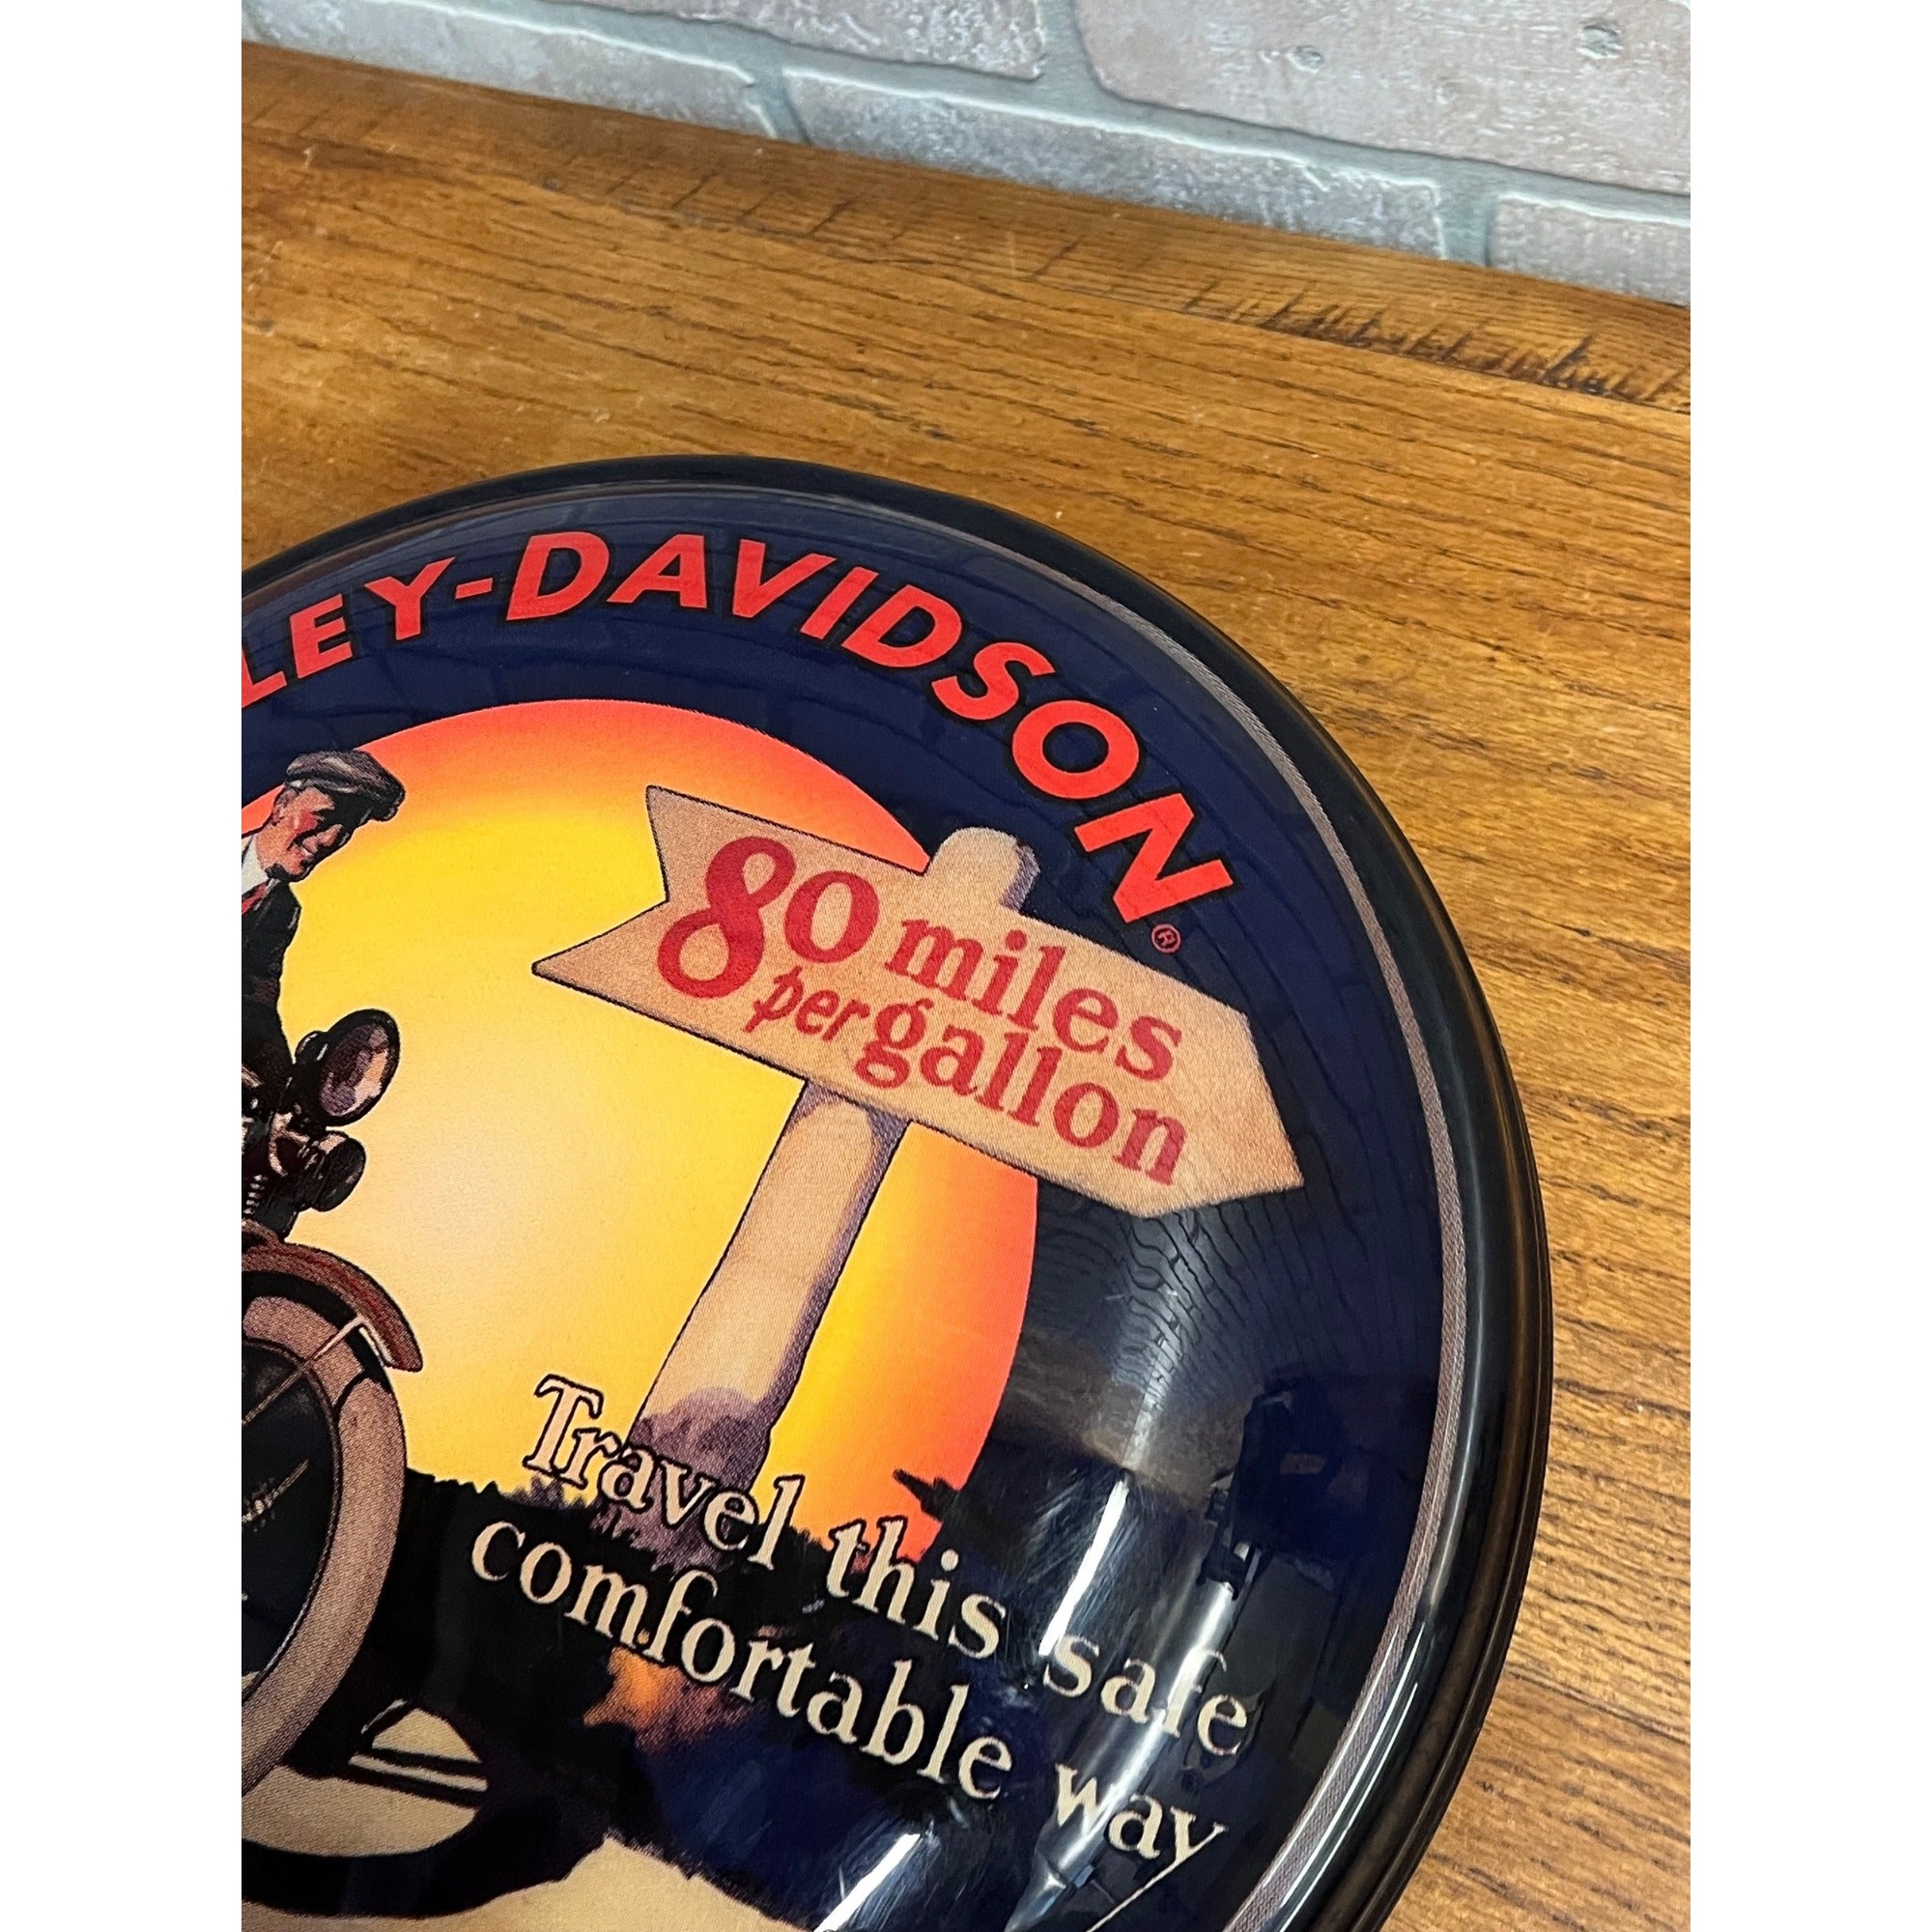 LEY-DAVIDSON®
80 miles
per gallon
Travel this safe
comfortable way